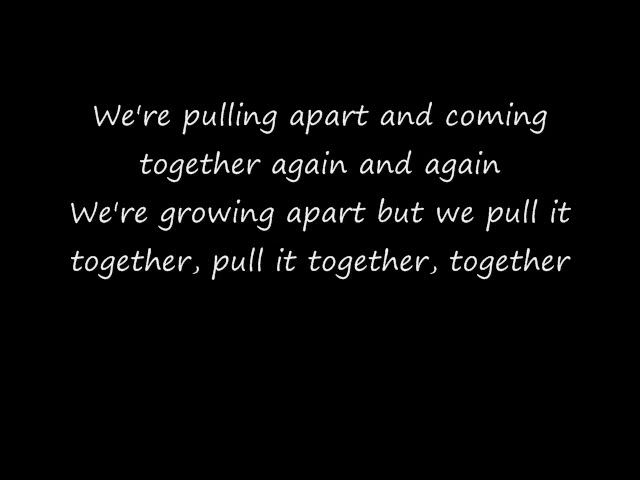 We're pulling apart and coming
together again and again
We're growing apart but we pull it
together, pull it together, together